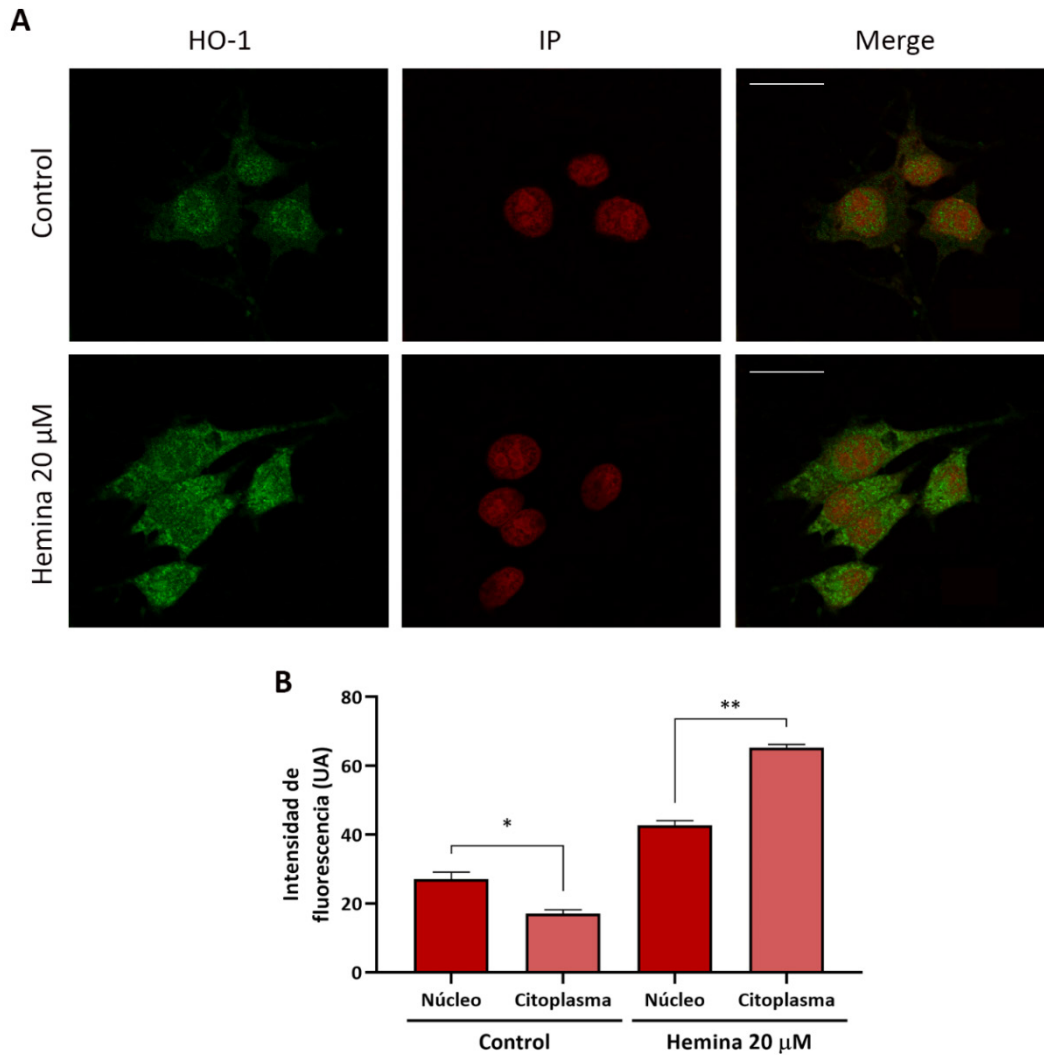 A
HO-1 IP Merge
Control
Hemina 20 μM
B
Intensidad de
fluorescencia (UA)
80
60
40
20
0
*
**
Núcleo Citoplasma Núcleo Citoplasma
Control Hemina 20 μM